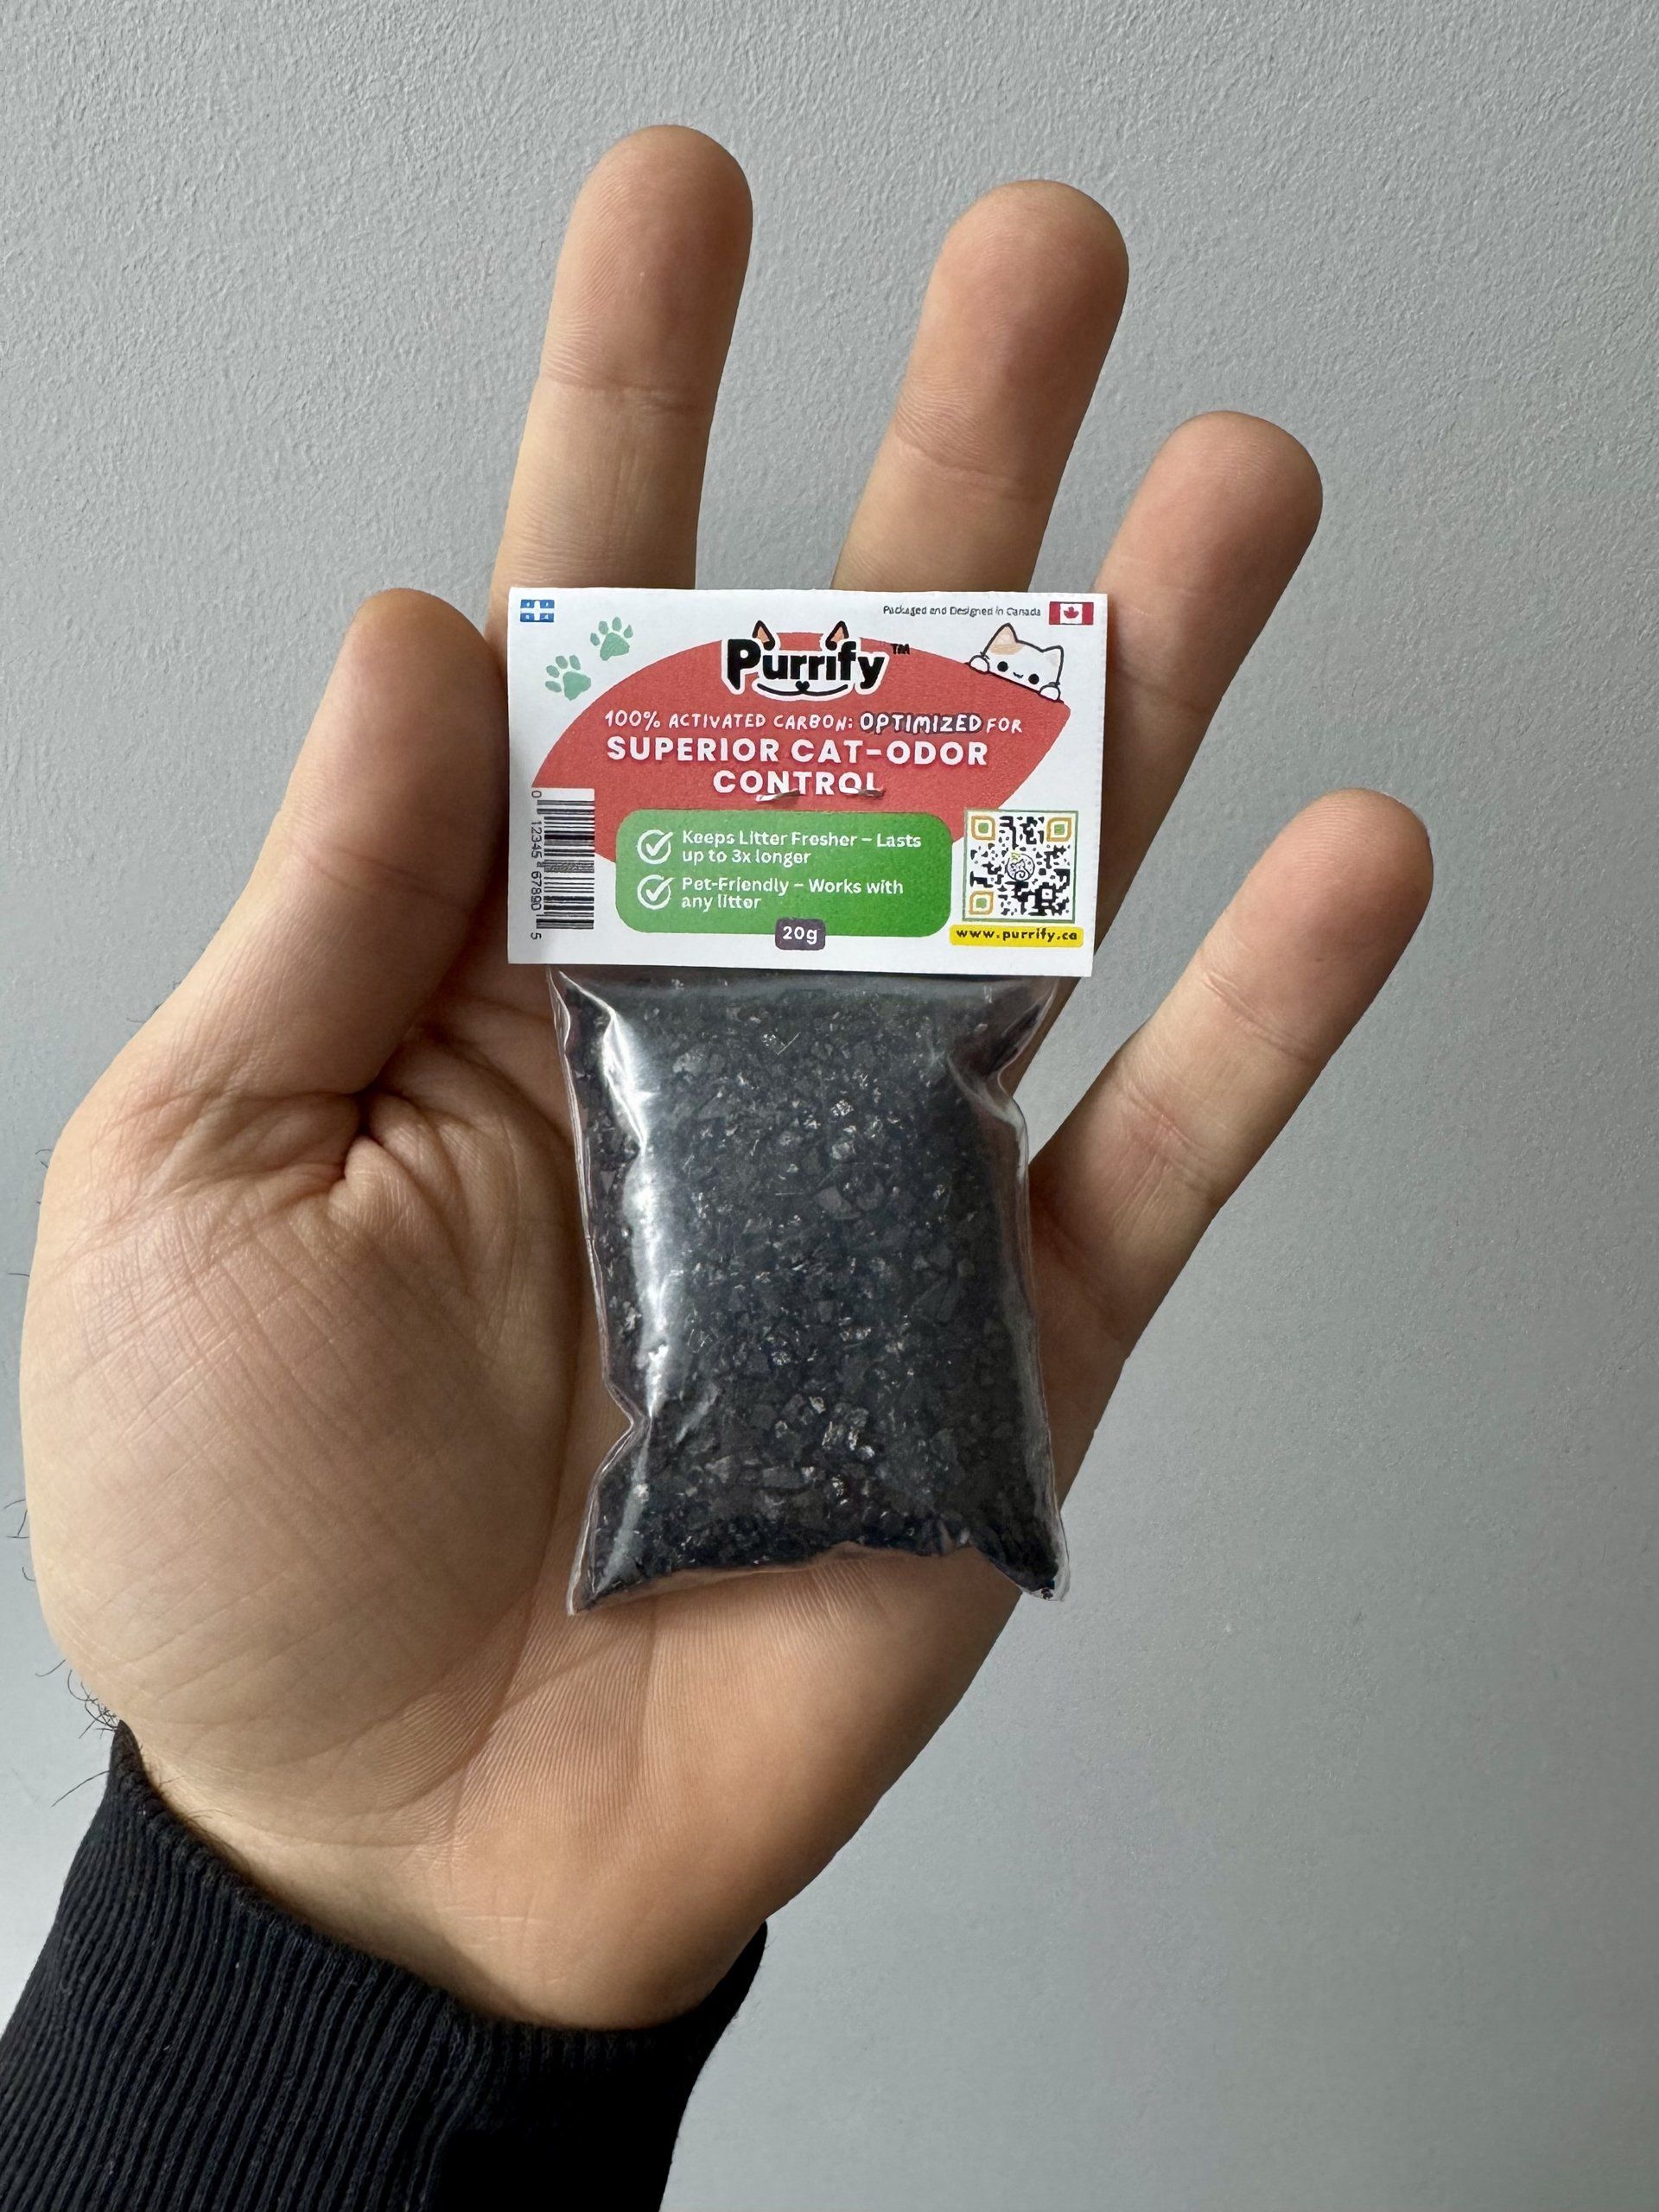 Packaged and Designed in Canada
Purrify™
100% ACTIVATED CARBON: OPTIMIZED FOR
SUPERIOR CAT-ODOR
CONTROL
Keeps Litter Fresher – Lasts
up to 3x longer
Pet-Friendly – Works with
any litter
20g
0 12345 67890 5
www.purrify.ca